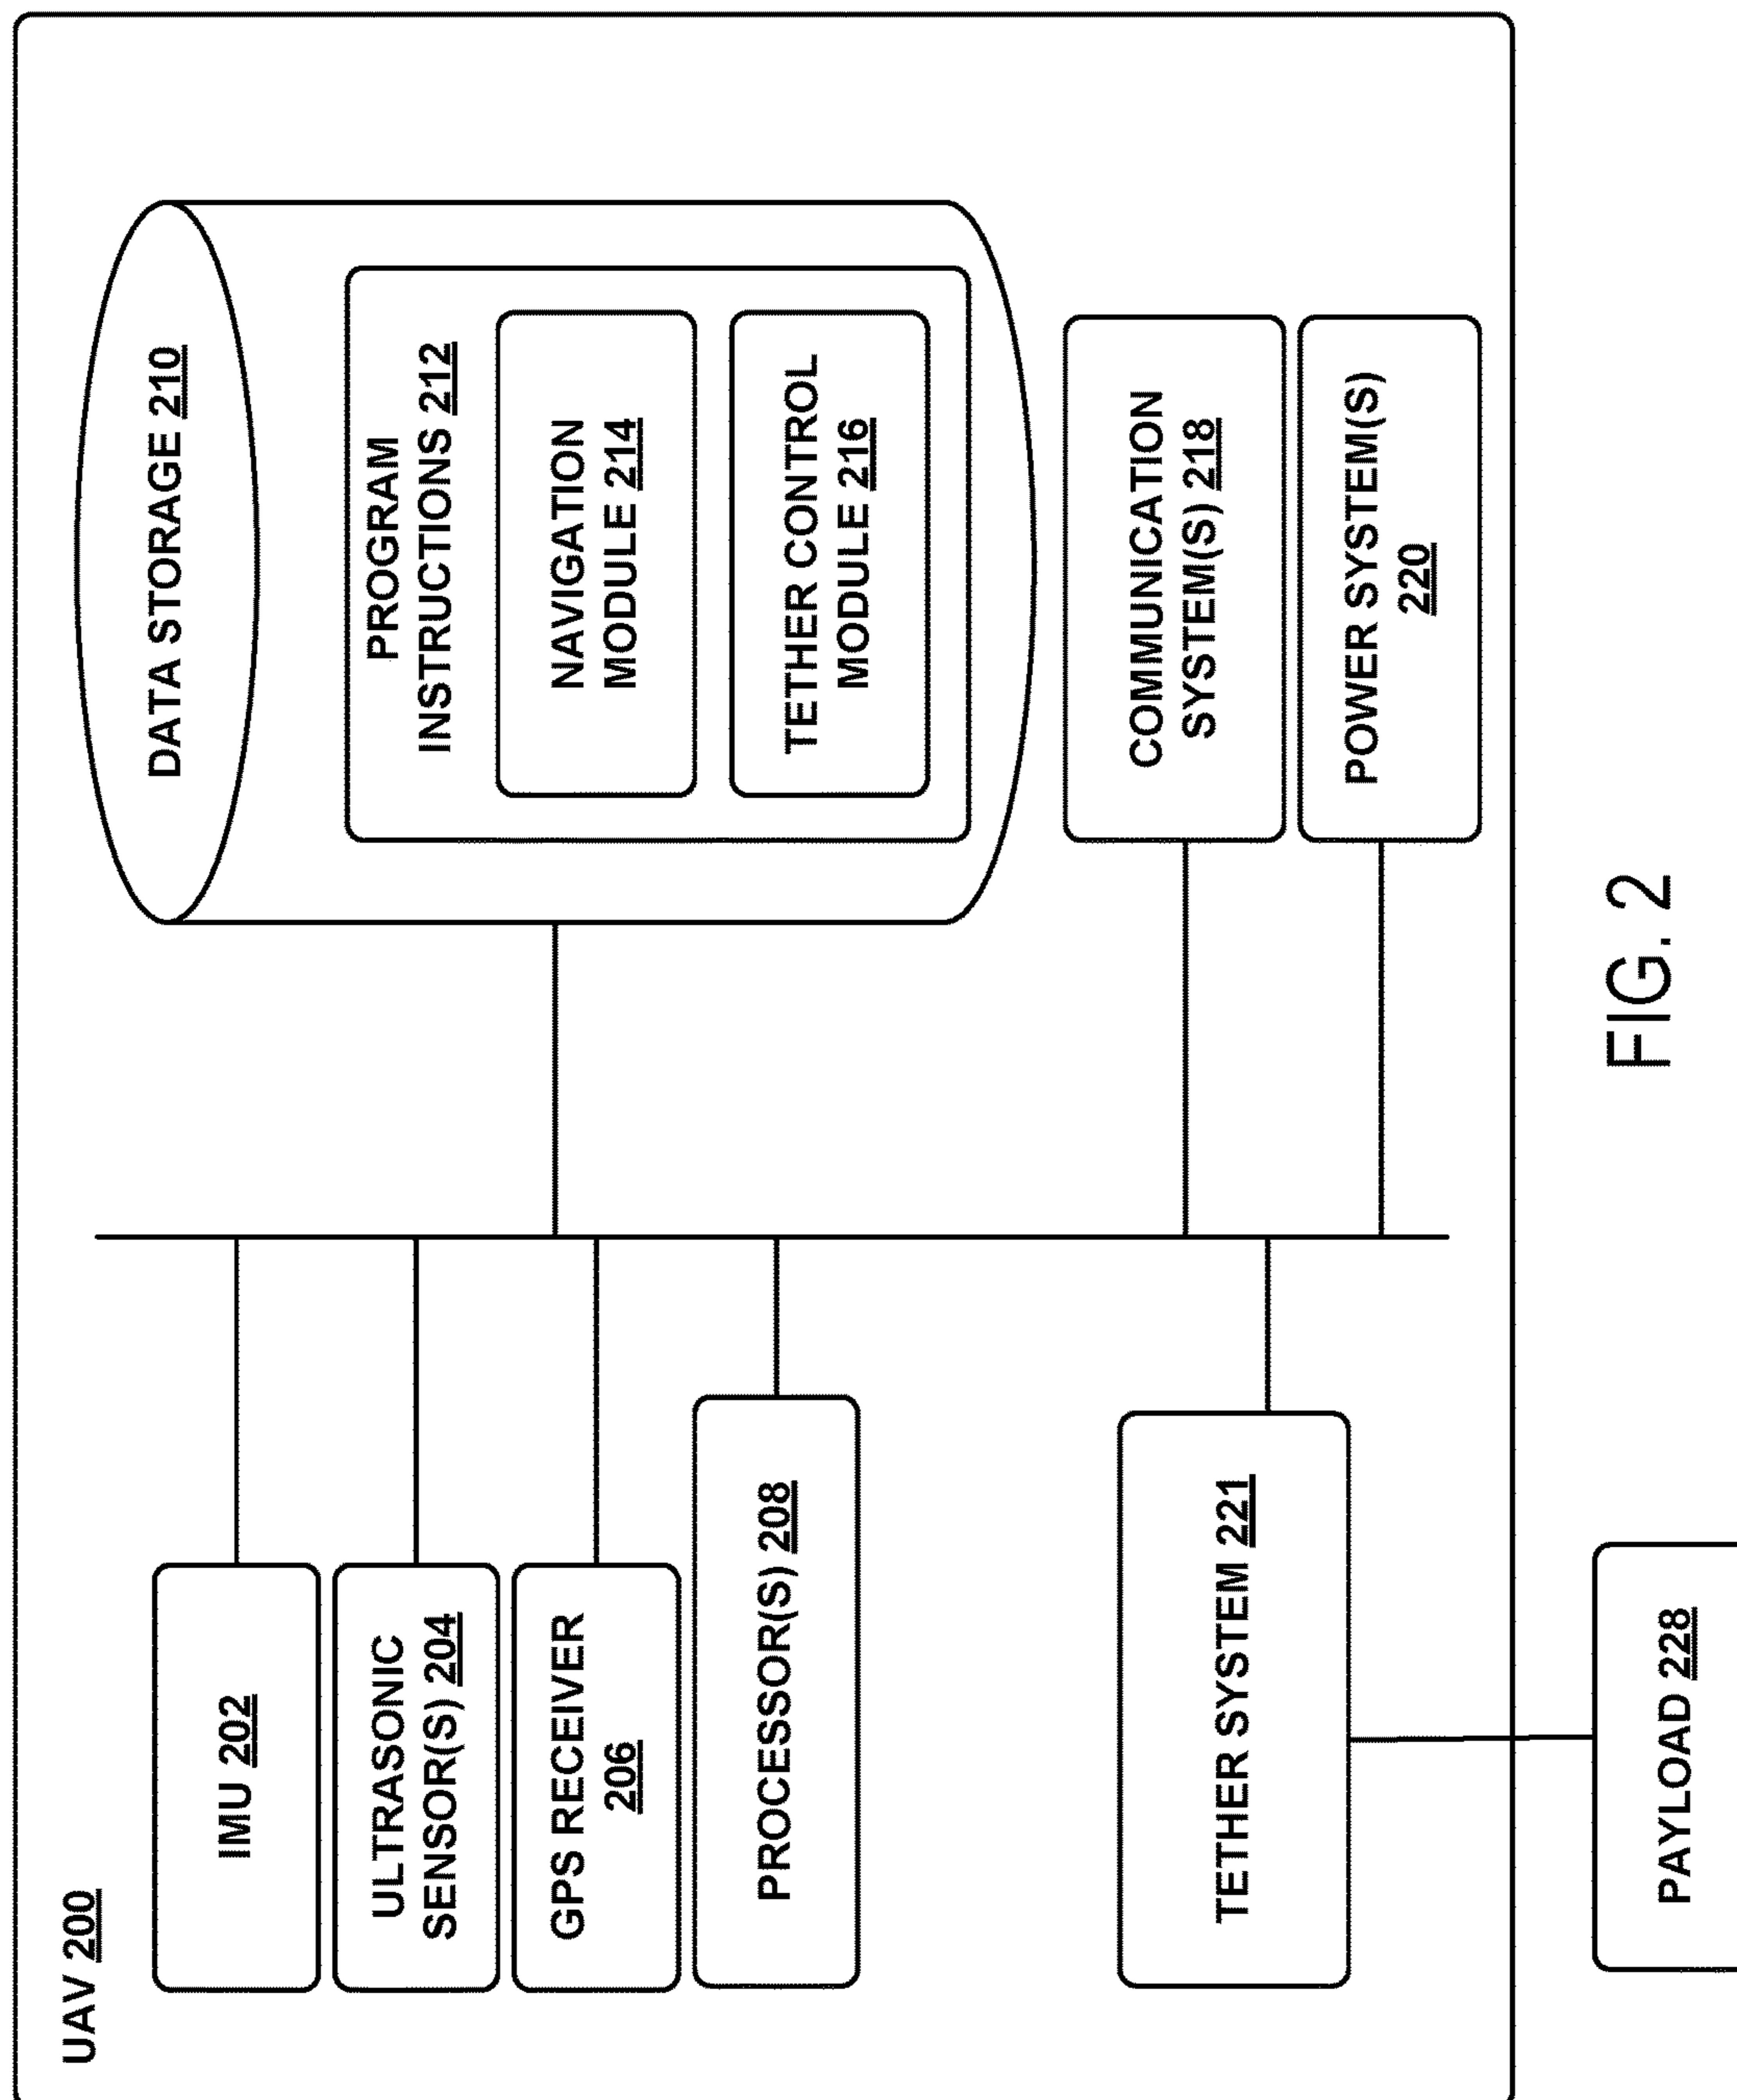 UAV 200
IMU 202
ULTRASONIC
SENSOR(S) 204
GPS RECEIVER
206
PROCESSOR(S) 208
TETHER SYSTEM 221
PAYLOAD 228
DATA STORAGE 210
PROGRAM
INSTRUCTIONS 212
NAVIGATION
MODULE 214
TETHER CONTROL
MODULE 216
COMMUNICATION
SYSTEM(S) 218
POWER SYSTEM(S)
220
FIG. 2